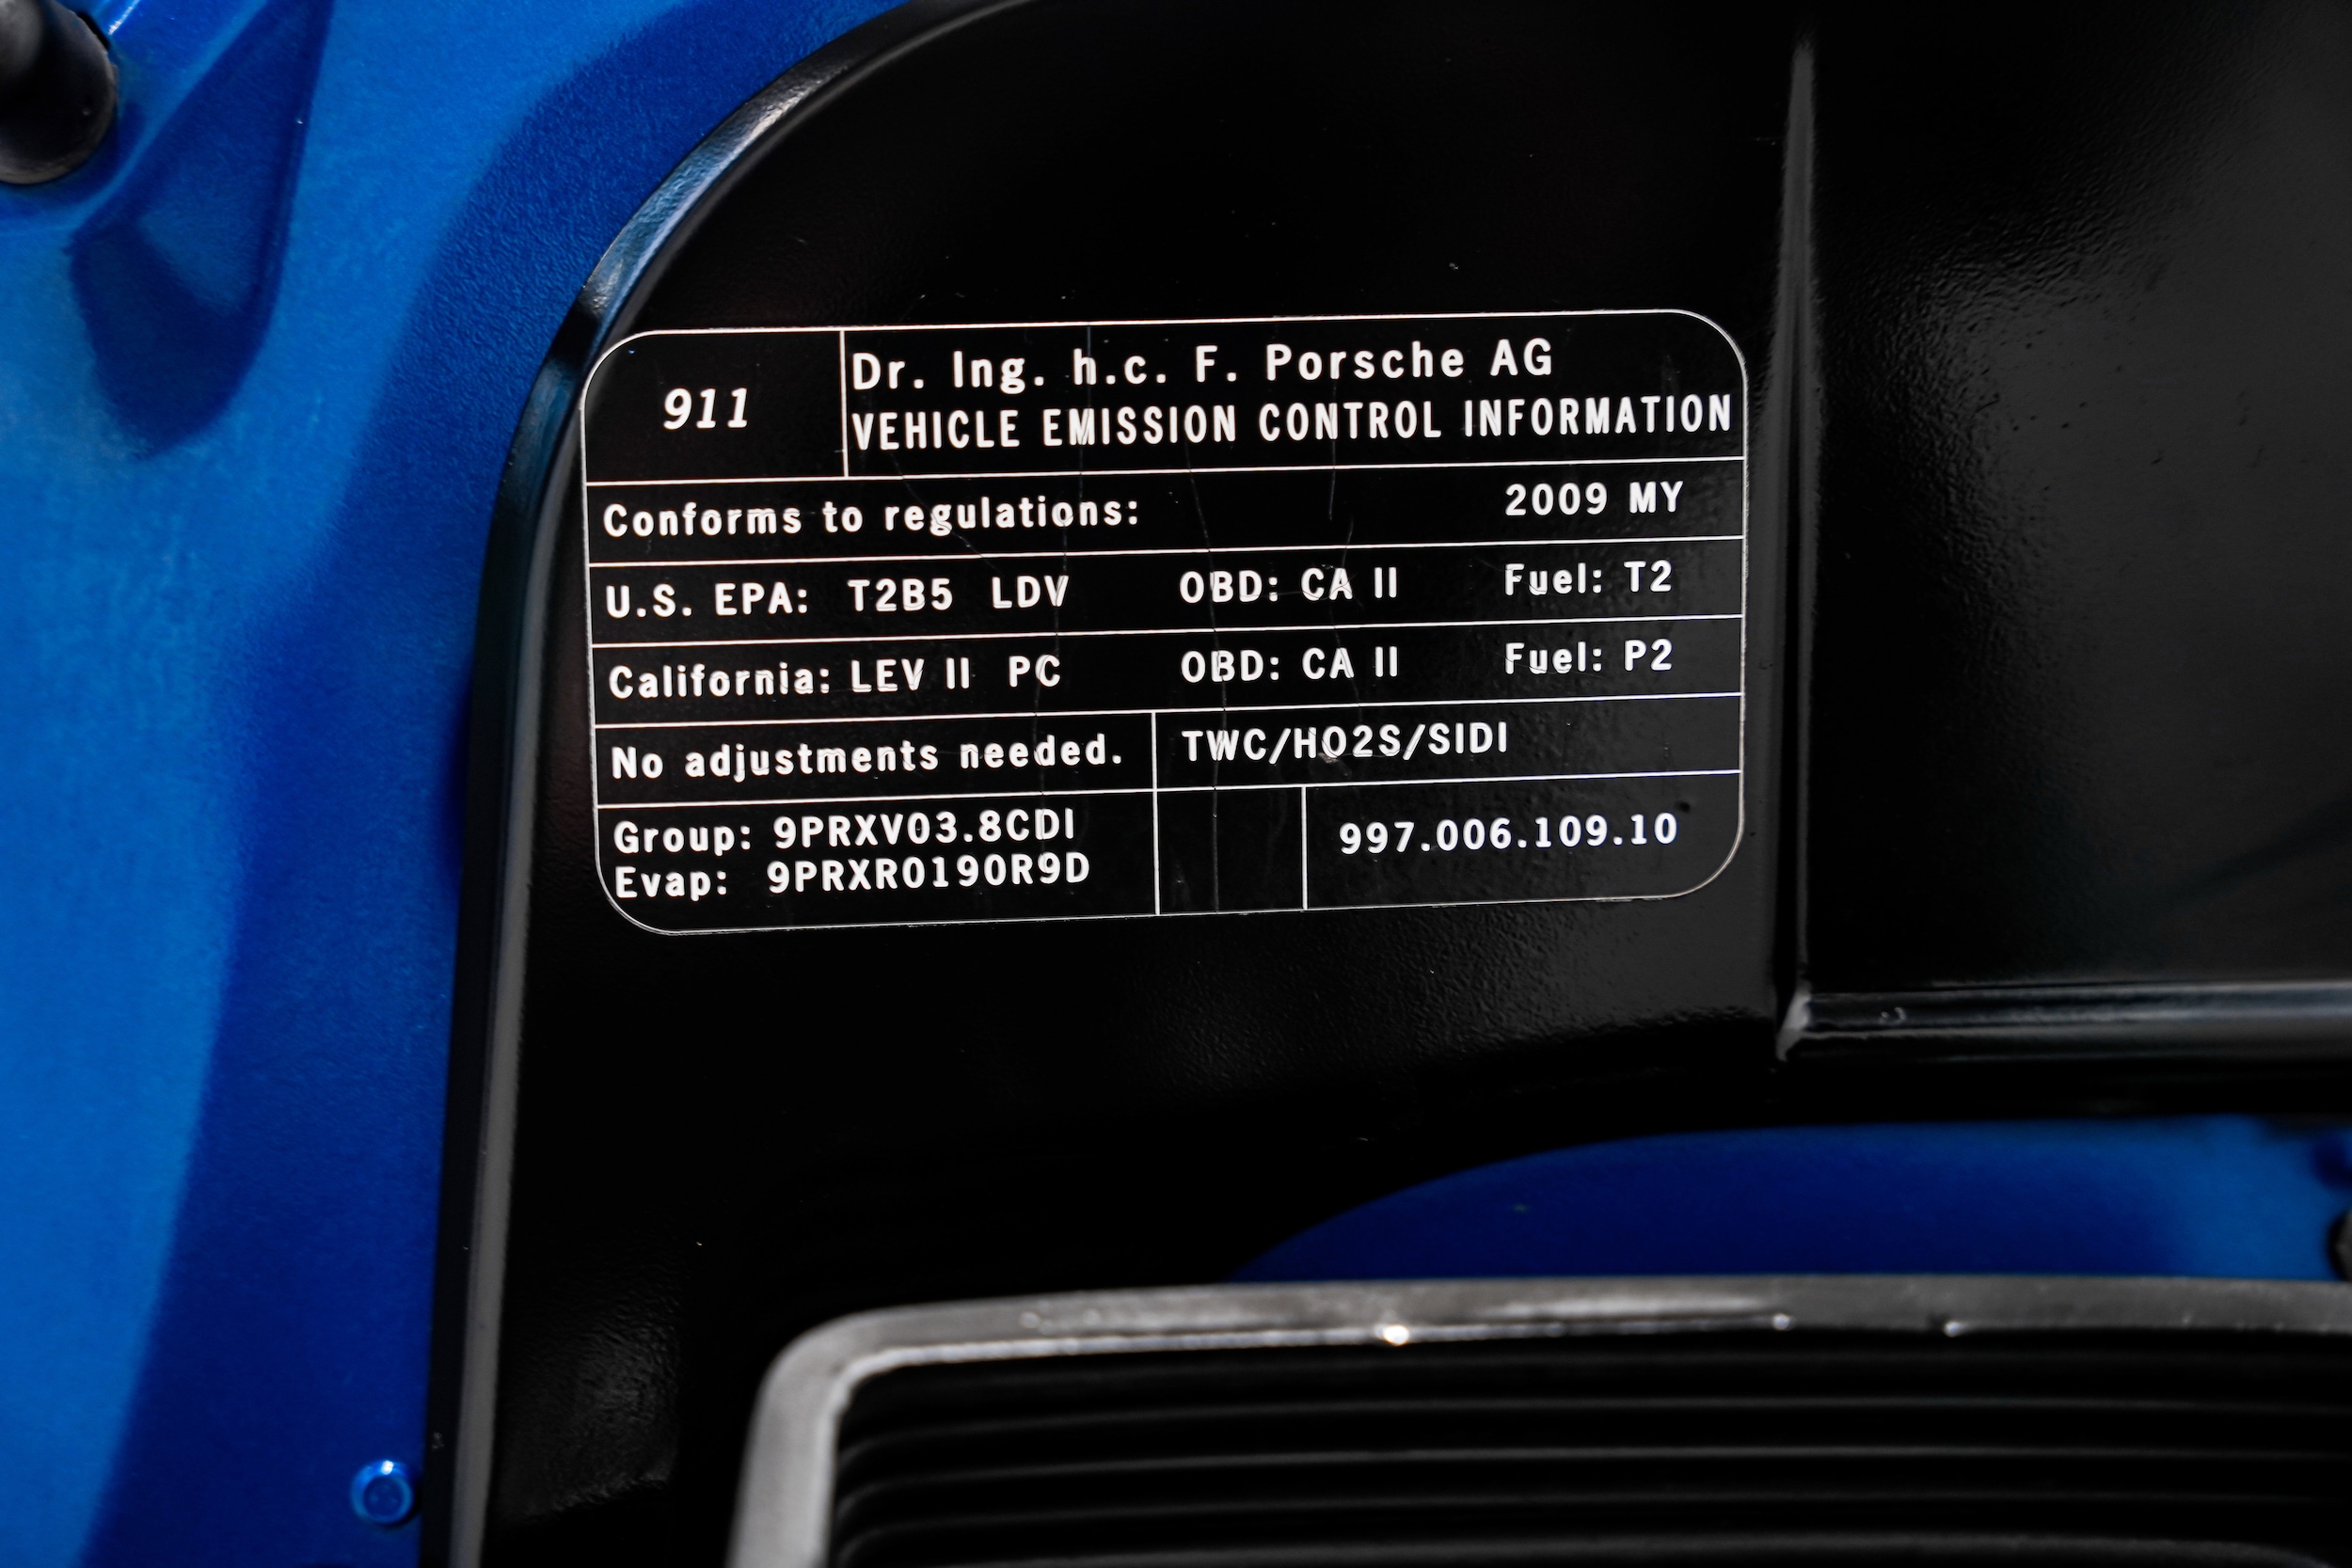 911
Dr. Ing. h.c. F. Porsche AG
VEHICLE EMISSION CONTROL INFORMATION
Conforms to regulations: 2009 MY
U.S. EPA: T2B5 LDV OBD: CA II Fuel: T2
California: LEV II PC OBD: CA II Fuel: P2
No adjustments needed. TWC/HO2S/SIDI
Group: 9PRXV03.8CDI
Evap: 9PRXR0190R9D
997.006.109.10